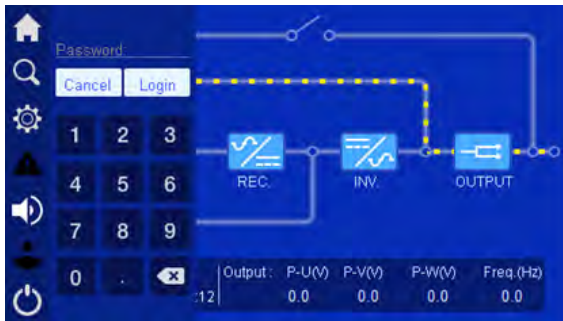 Password:
Cancel Login
1 2 3
4 5 6
7 8 9
0 .
REC. INV. OUTPUT
Output : P-U(V) P-V(V) P-W(V) Freq.(Hz)
:12 0.0 0.0 0.0 0.0